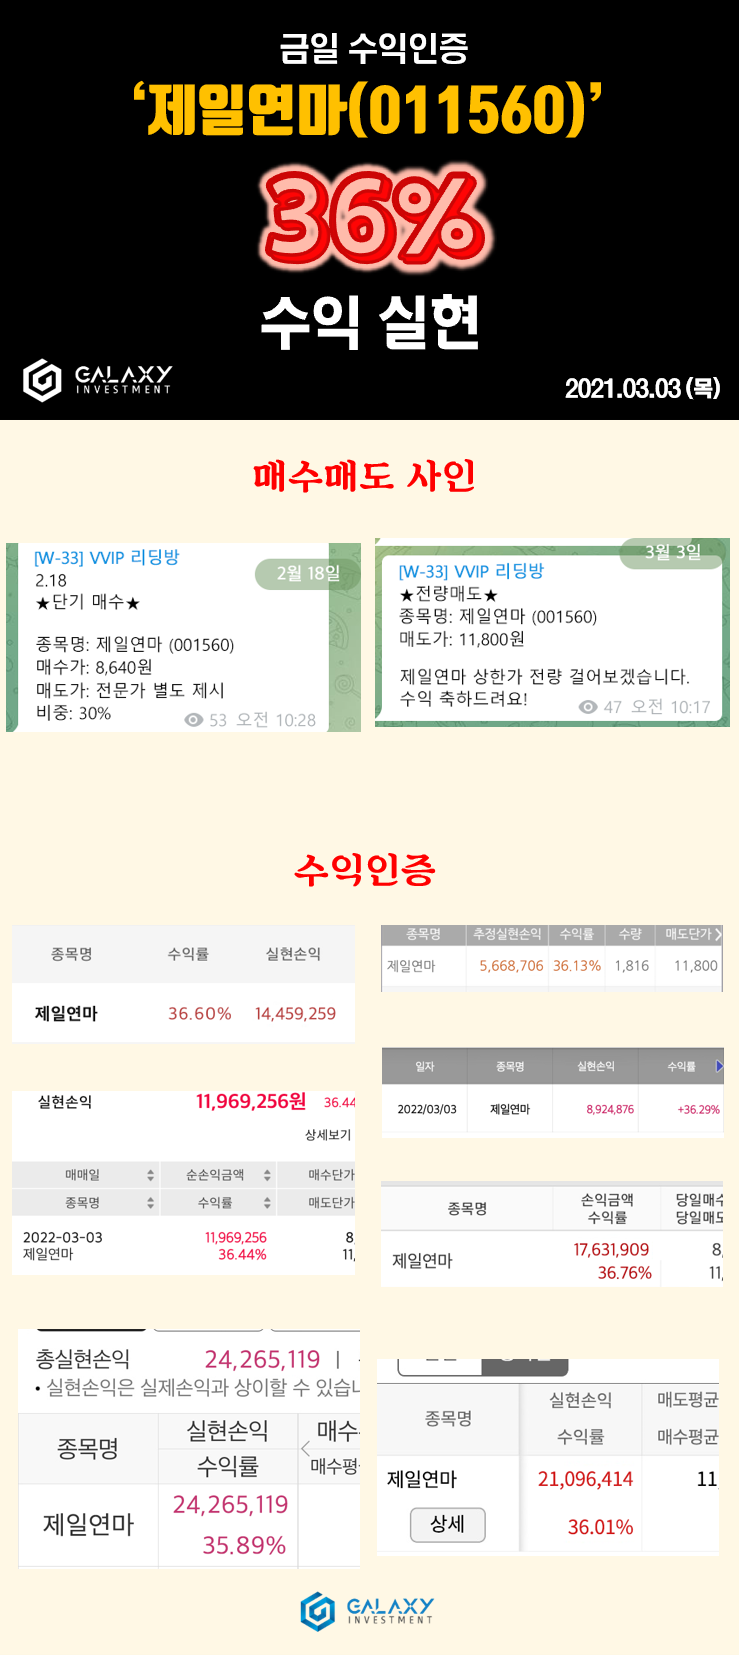 금일 수익인증
‘제일연마(011560)’
36%
수익 실현
GALAXY
INVESTMENT
2021.03.03 (목)
매수매도 사인
[W-33] VVIP 리딩방
2월 18일
2.18
★단기 매수★
종목명: 제일연마 (001560)
매수가: 8,640원
매도가: 전문가 별도 제시
비중: 30%
53 오전 10:28
3월 3일
[W-33] VVIP 리딩방
★전량매도★
종목명: 제일연마 (001560)
매도가: 11,800원
제일연마 상한가 전량 걸어보겠습니다.
수익 축하드려요!
47 오전 10:17
수익인증
종목명 수익률 실현손익
제일연마 36.60% 14,459,259
종목명 추정실현손익 수익률 수량 매도단가
제일연마 5,668,706 36.13% 1,816 11,800
실현손익 11,969,256원 36.44
상세보기
매매일 순손익금액 매수단가
종목명 수익률 매도단가
2022-03-03 11,969,256 8
제일연마 36.44% 11,
일자 종목명 실현손익 수익률
2022/03/03 제일연마 8,924,876 +36.29%
종목명 손익금액 당일매수
수익률 당일매도
제일연마 17,631,909 8,
36.76% 11,
총실현손익 24,265,119
• 실현손익은 실제손익과 상이할 수 있습니
종목명 실현손익 매수
수익률 매수평
제일연마 24,265,119
35.89%
종목명 실현손익 매도평균
수익률 매수평균
제일연마 21,096,414 11
상세 36.01%
GALAXY
INVESTMENT